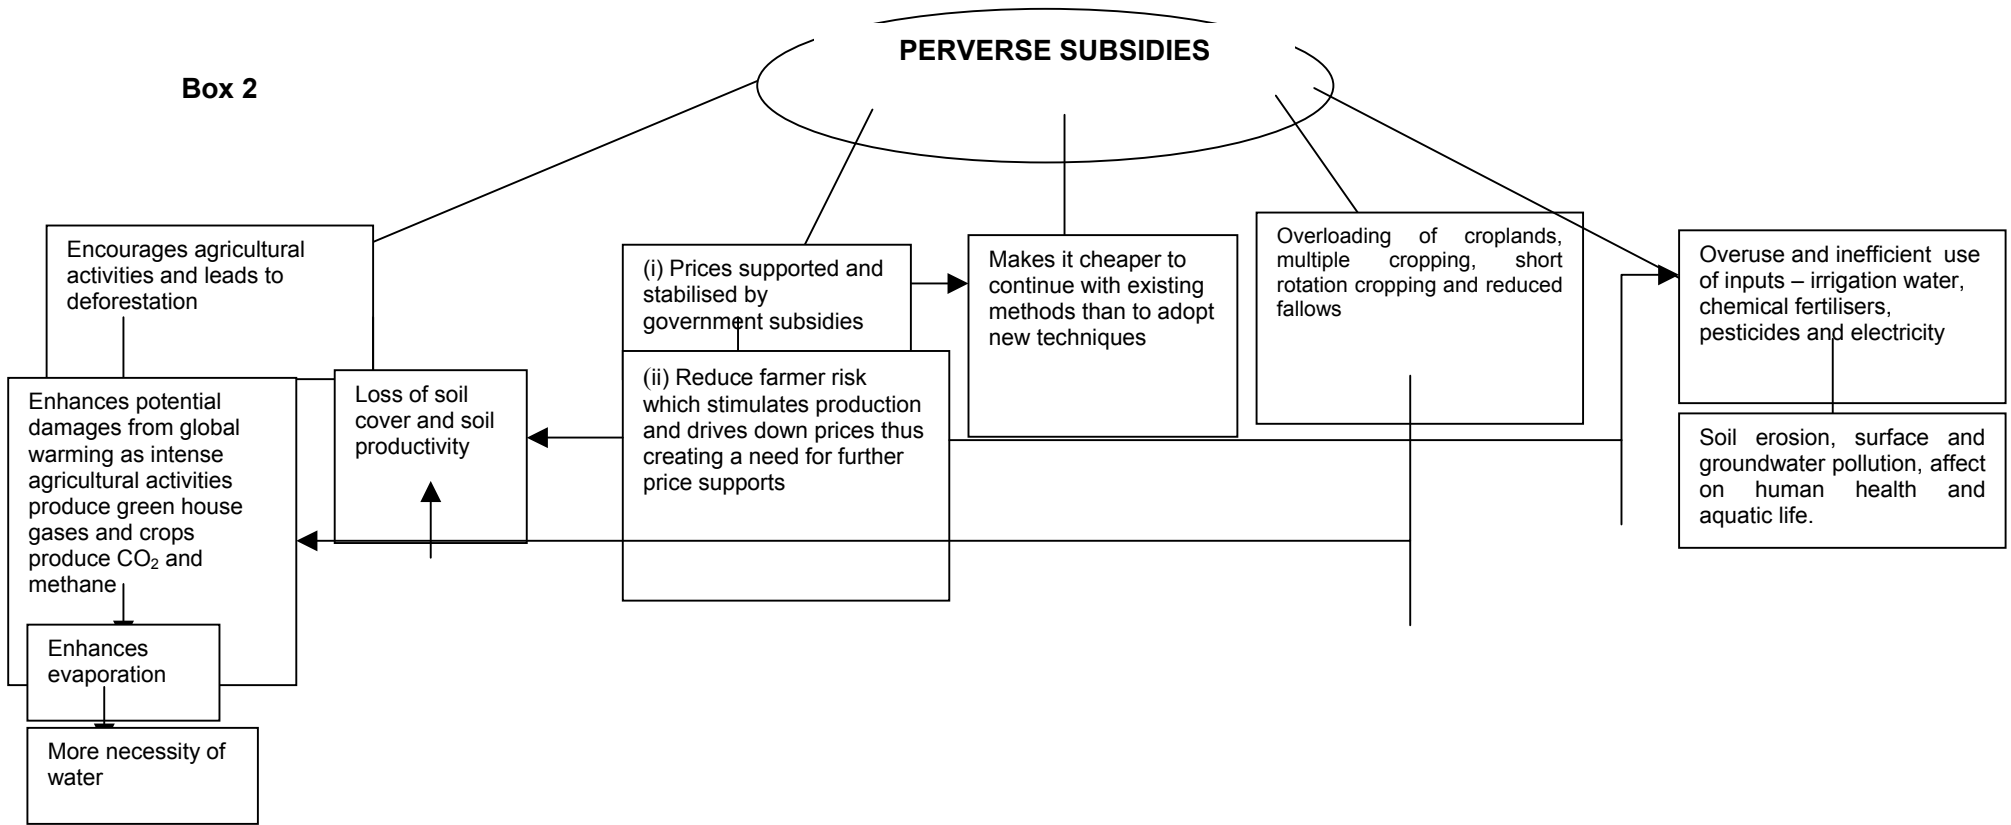 PERVERSE SUBSIDIES
Box 2
Encourages agricultural
activities and leads to
deforestation
(i) Prices supported and
stabilised by
government subsidies
Makes it cheaper to
continue with existing
methods than to adopt
new techniques
Overloading of croplands,
multiple cropping, short
rotation cropping and reduced
fallows
Overuse and inefficient use
of inputs – irrigation water,
chemical fertilisers,
pesticides and electricity
Enhances potential
damages from global
warming as intense
agricultural activities
produce green house
gases and crops
produce CO₂ and
methane
Loss of soil
cover and soil
productivity
(ii) Reduce farmer risk
which stimulates production
and drives down prices thus
creating a need for further
price supports
Soil erosion, surface and
groundwater pollution, affect
on human health and
aquatic life.
Enhances
evaporation
More necessity of
water